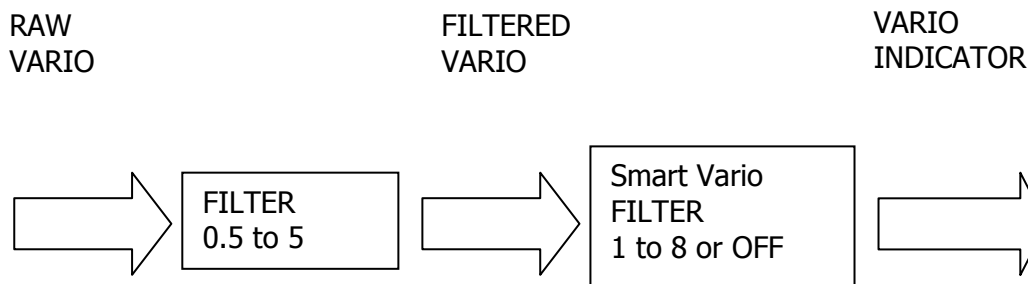 RAW
VARIO
FILTERED
VARIO
VARIO
INDICATOR
FILTER
0.5 to 5
Smart Vario
FILTER
1 to 8 or OFF